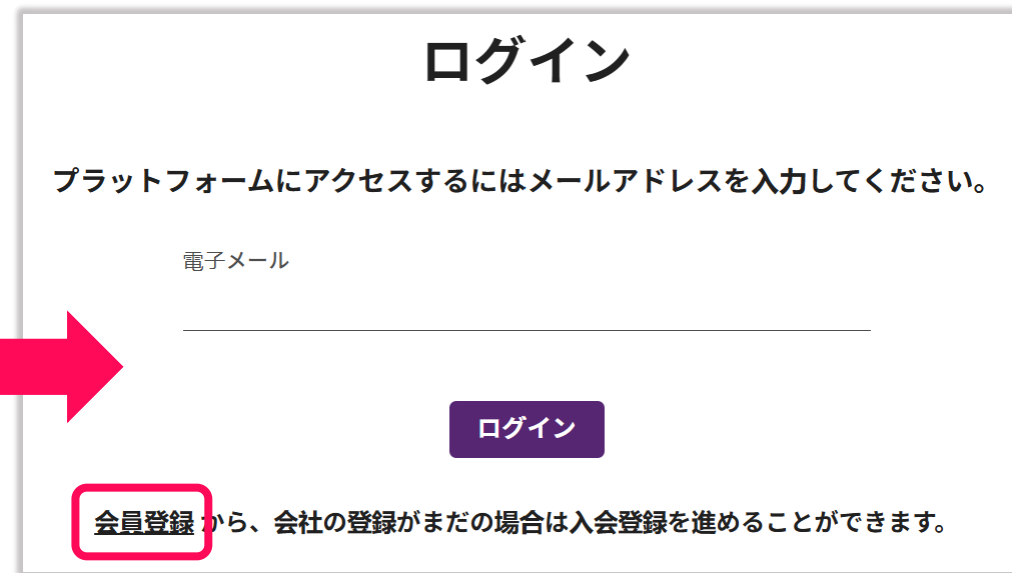 ログイン
プラットフォームにアクセスするにはメールアドレスを入力してください。
電子メール
ログイン
会員登録 から、会社の登録がまだの場合は入会登録を進めることができます。